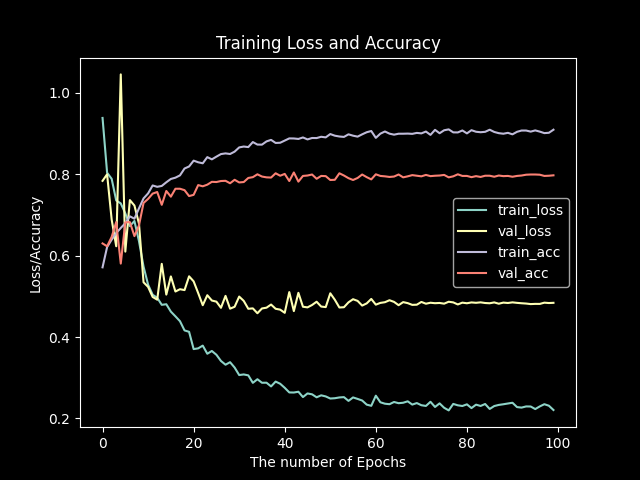 Training Loss and Accuracy
1.0
0.8
0.6
0.4
0.2
Loss/Accuracy
train_loss
val_loss
train_acc
val_acc
0 20 40 60 80 100
The number of Epochs